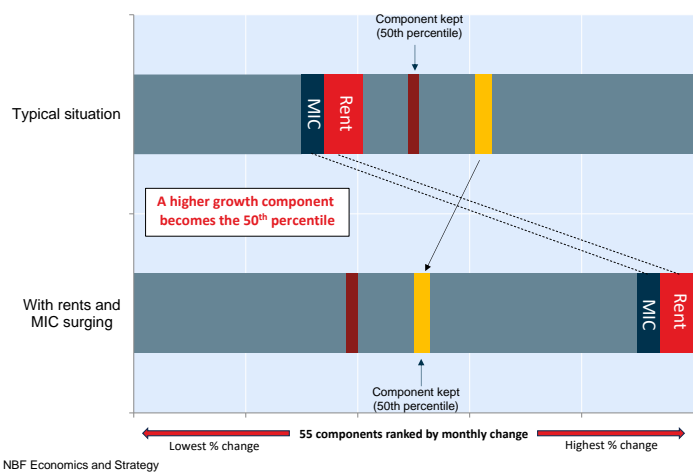 Component kept
(50th percentile)
Typical situation
MIC
Rent
A higher growth component
becomes the 50th percentile
With rents and
MIC surging
MIC
Rent
Component kept
(50th percentile)
55 components ranked by monthly change
Lowest % change
Highest % change
NBF Economics and Strategy